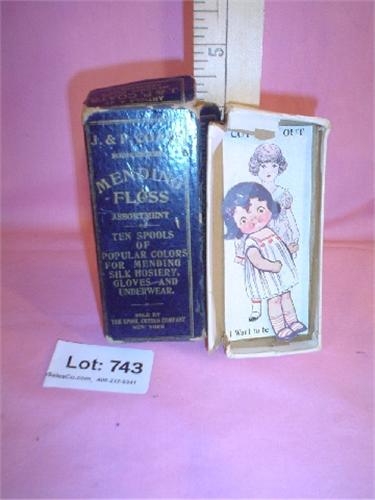 5
J. & P. COATS
MENDING
FLOSS
ASSORTMENT
TEN SPOOLS
OF
POPULAR COLORS
FOR MENDING
SILK HOSIERY,
GLOVES AND
UNDERWEAR.
SOLD BY
THE SPOOL COTTON COMPANY
NEW YORK
CUT OUT
I Want to be
Lot: 743